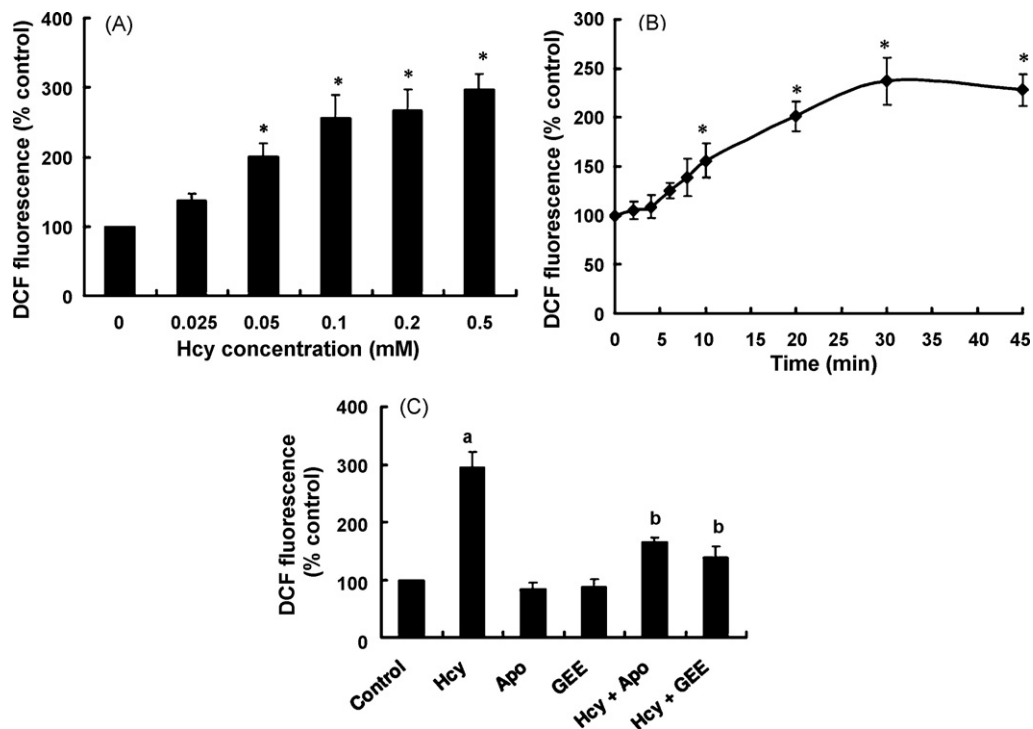 (A)
DCF fluorescence (% control)
400
300
200
100
0
*
*
*
*
0 0.025 0.05 0.1 0.2 0.5
Hcy concentration (mM)
(B)
DCF fluorescence (% control)
300
250
200
150
100
50
0
*
*
*
*
0 5 10 15 20 25 30 35 40 45
Time (min)
(C)
DCF fluorescence
(% control)
400
300
200
100
0
a
b
b
Control Hcy Apo GEE Hcy + Apo Hcy + GEE